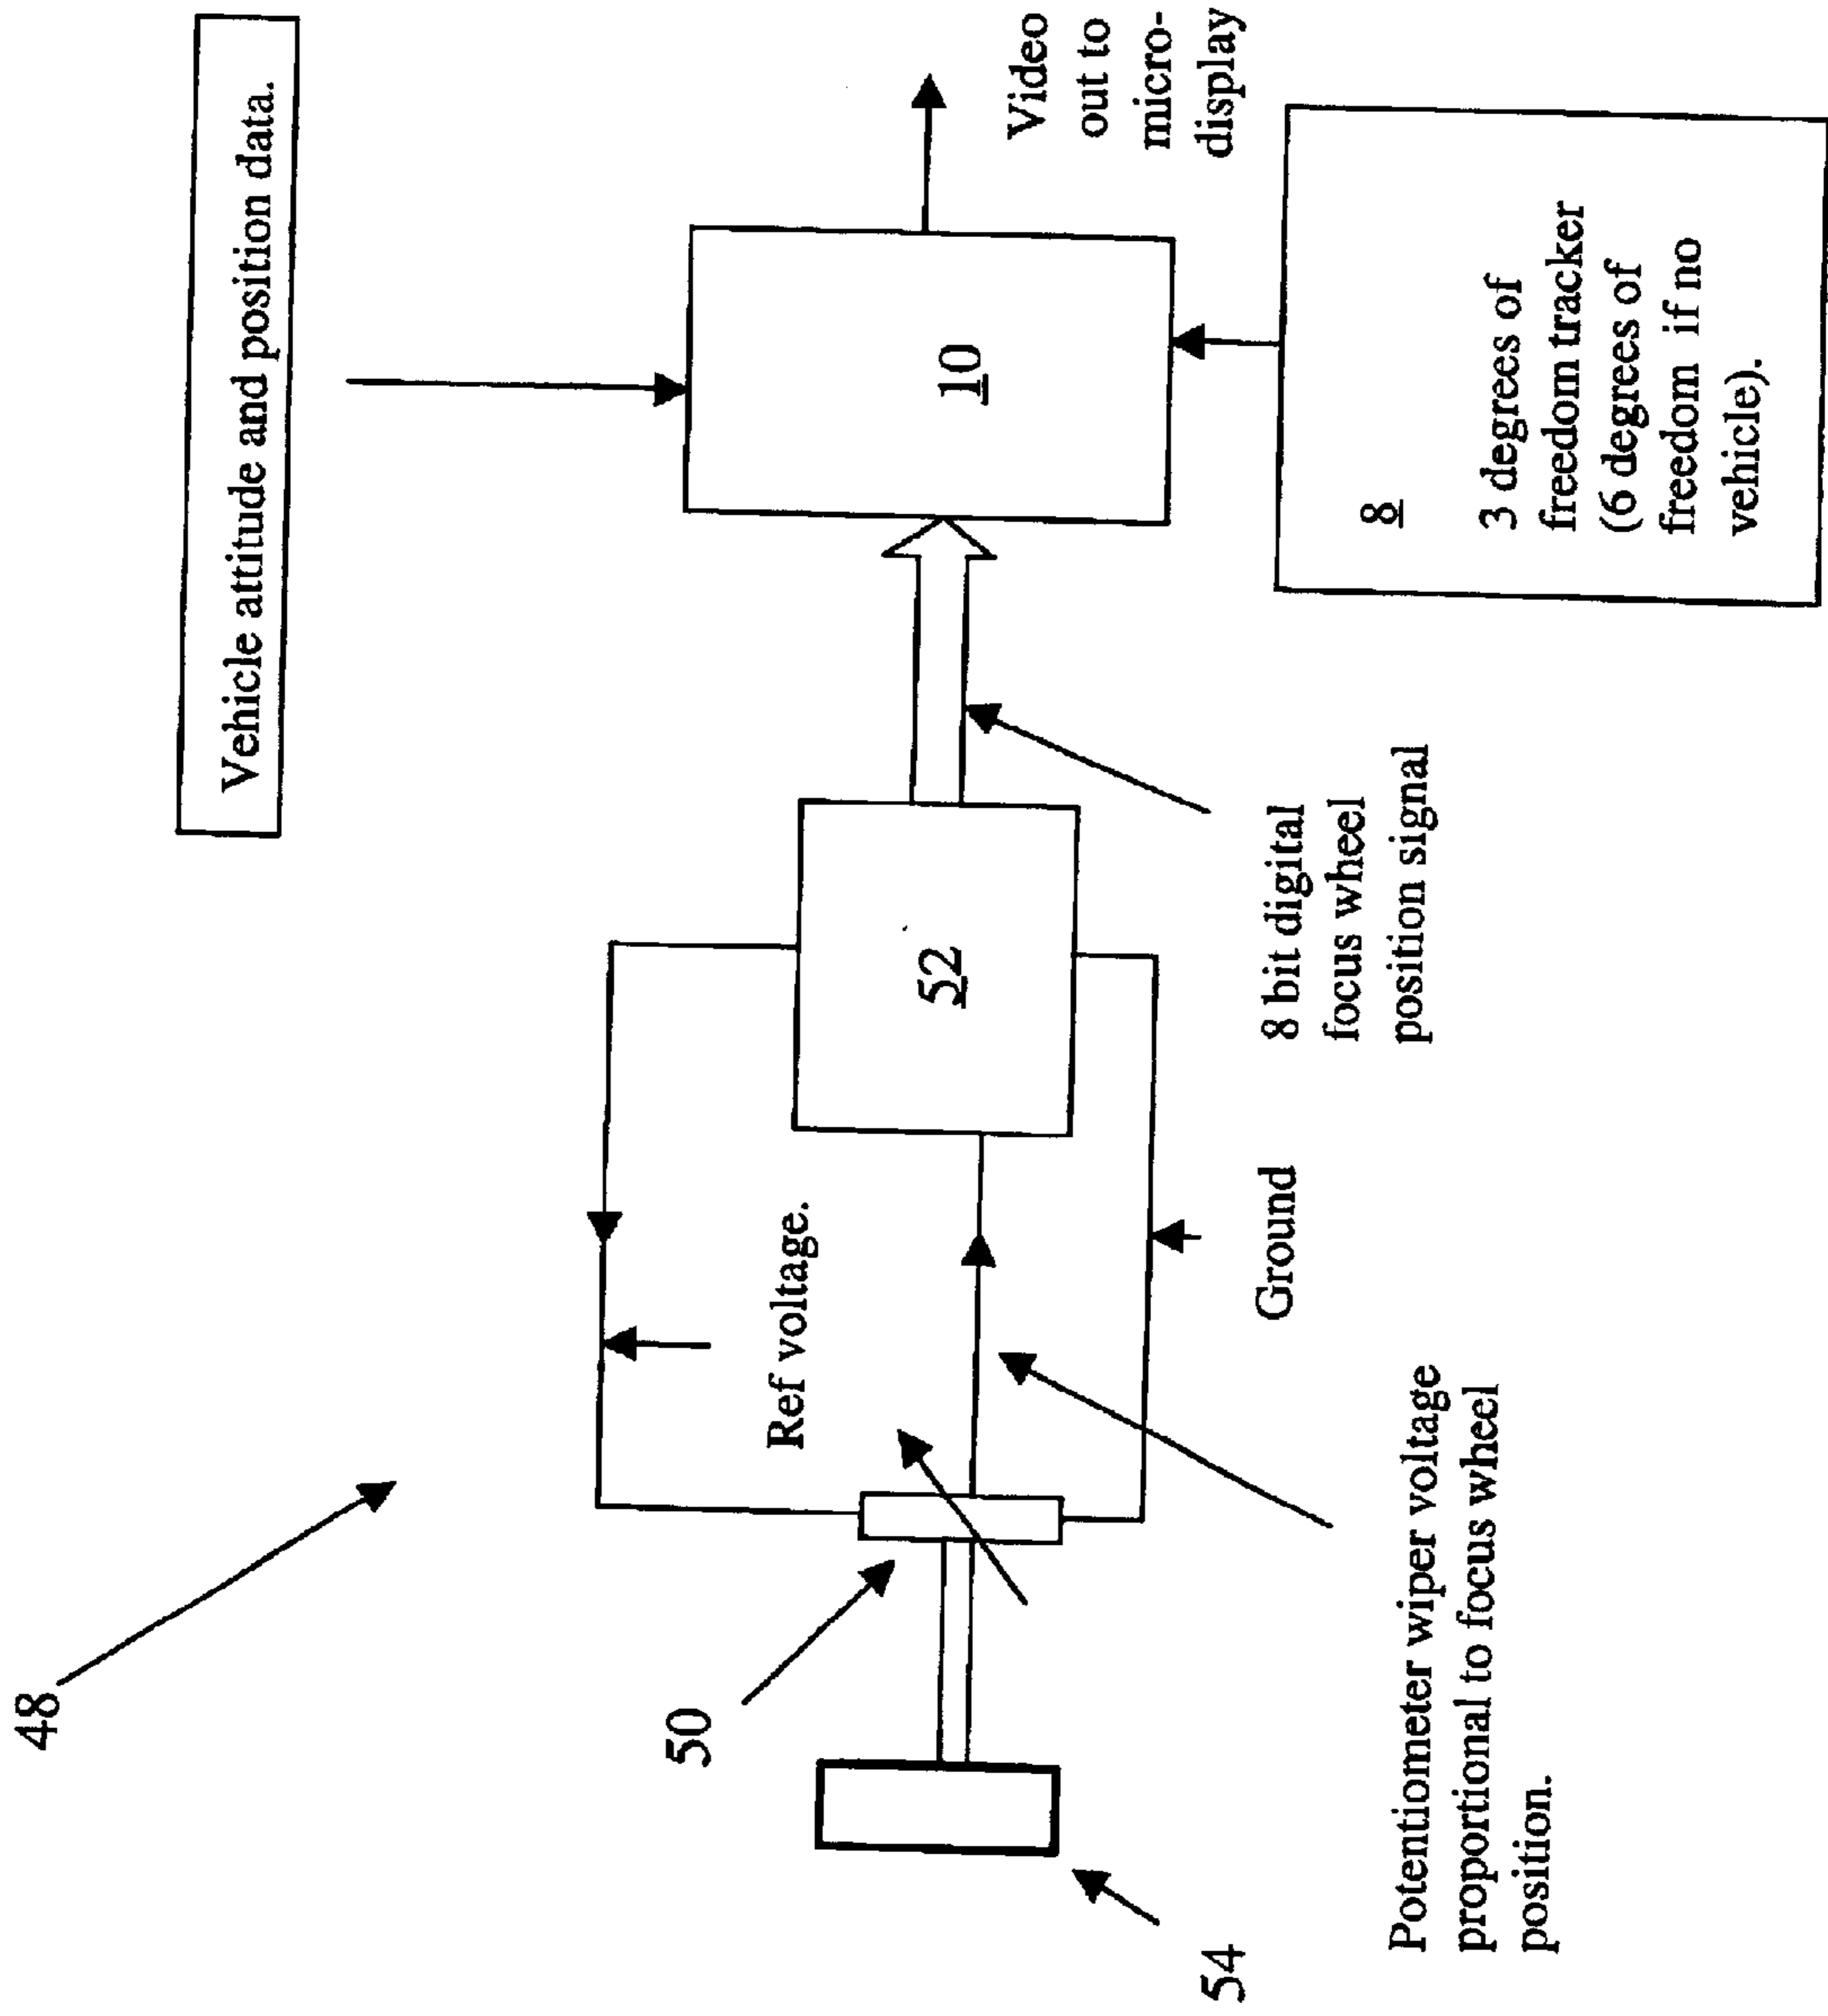 48
Vehicle attitude and position data.
50
Ref voltage.
52
10
Video
out to
micro-
display
54
Ground
8 bit digital
focus wheel
position signal
8
3 degrees of
freedom tracker
(6 degrees of
freedom if no
vehicle).
Potentiometer wiper voltage
proportional to focus wheel
position.